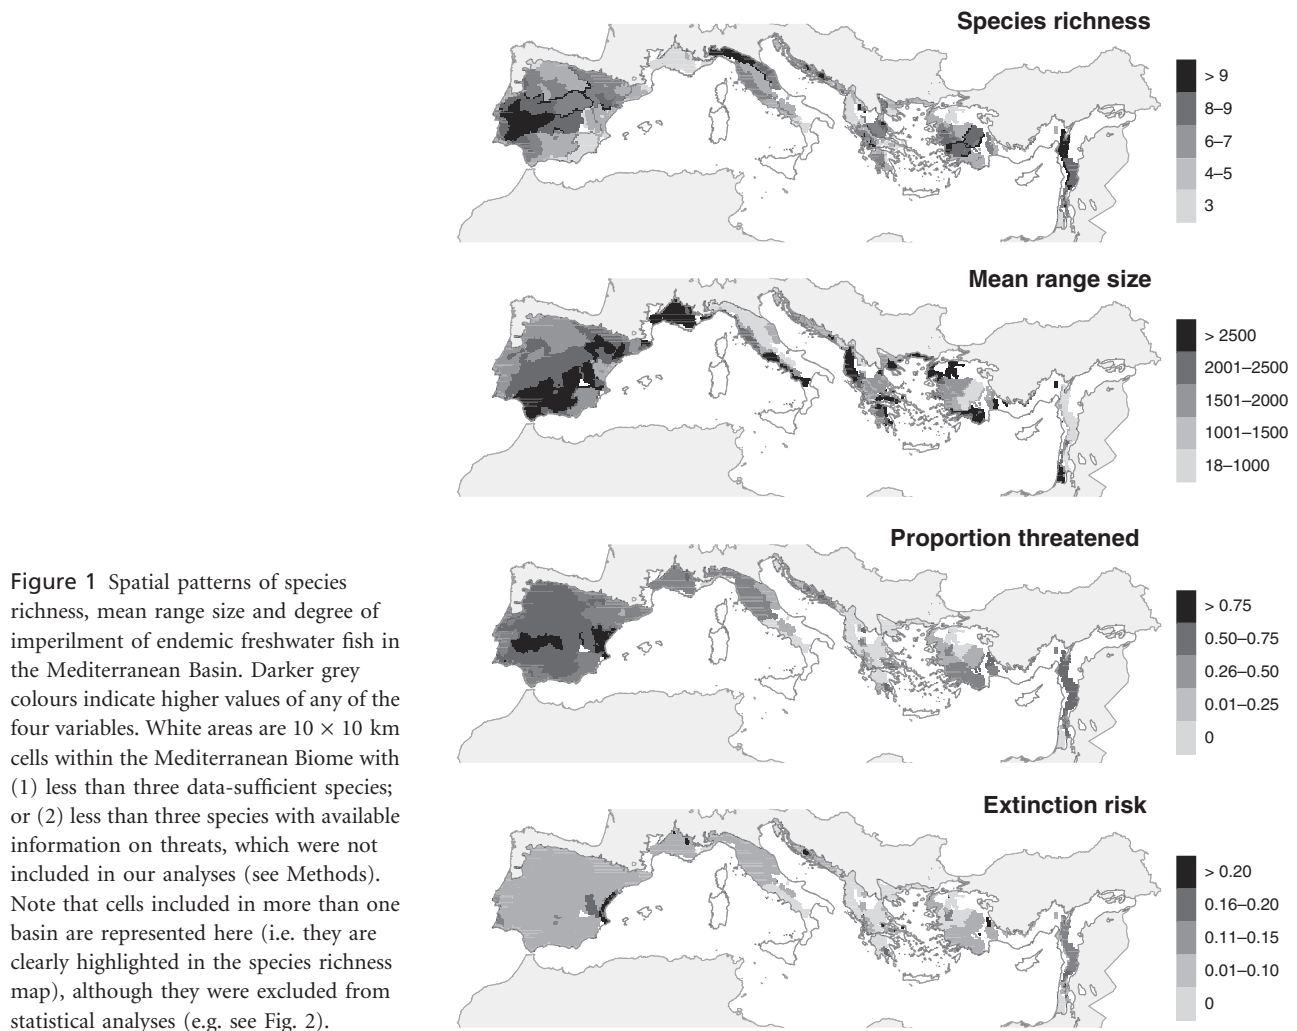 Species richness
> 9
8–9
6–7
4–5
3
Mean range size
> 2500
2001–2500
1501–2000
1001–1500
18–1000
Proportion threatened
> 0.75
0.50–0.75
0.26–0.50
0.01–0.25
0
Extinction risk
> 0.20
0.16–0.20
0.11–0.15
0.01–0.10
0
Figure 1 Spatial patterns of species
richness, mean range size and degree of
imperilment of endemic freshwater fish in
the Mediterranean Basin. Darker grey
colours indicate higher values of any of the
four variables. White areas are 10 × 10 km
cells within the Mediterranean Biome with
(1) less than three data-sufficient species;
or (2) less than three species with available
information on threats, which were not
included in our analyses (see Methods).
Note that cells included in more than one
basin are represented here (i.e. they are
clearly highlighted in the species richness
map), although they were excluded from
statistical analyses (e.g. see Fig. 2).